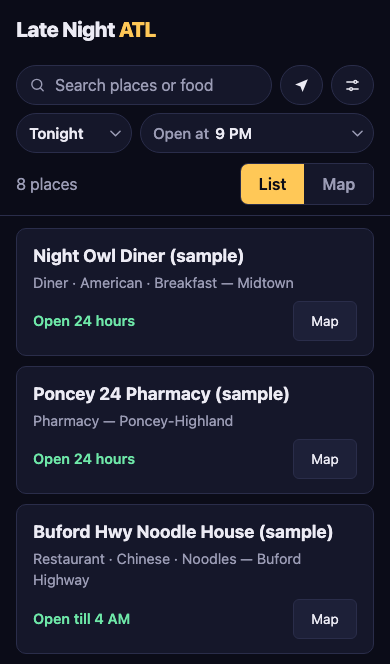 Late Night ATL
Search places or food
Tonight
Open at 9 PM
8 places
List
Map
Night Owl Diner (sample)
Diner · American · Breakfast — Midtown
Open 24 hours
Map
Poncey 24 Pharmacy (sample)
Pharmacy — Poncey-Highland
Open 24 hours
Map
Buford Hwy Noodle House (sample)
Restaurant · Chinese · Noodles — Buford
Highway
Open till 4 AM
Map